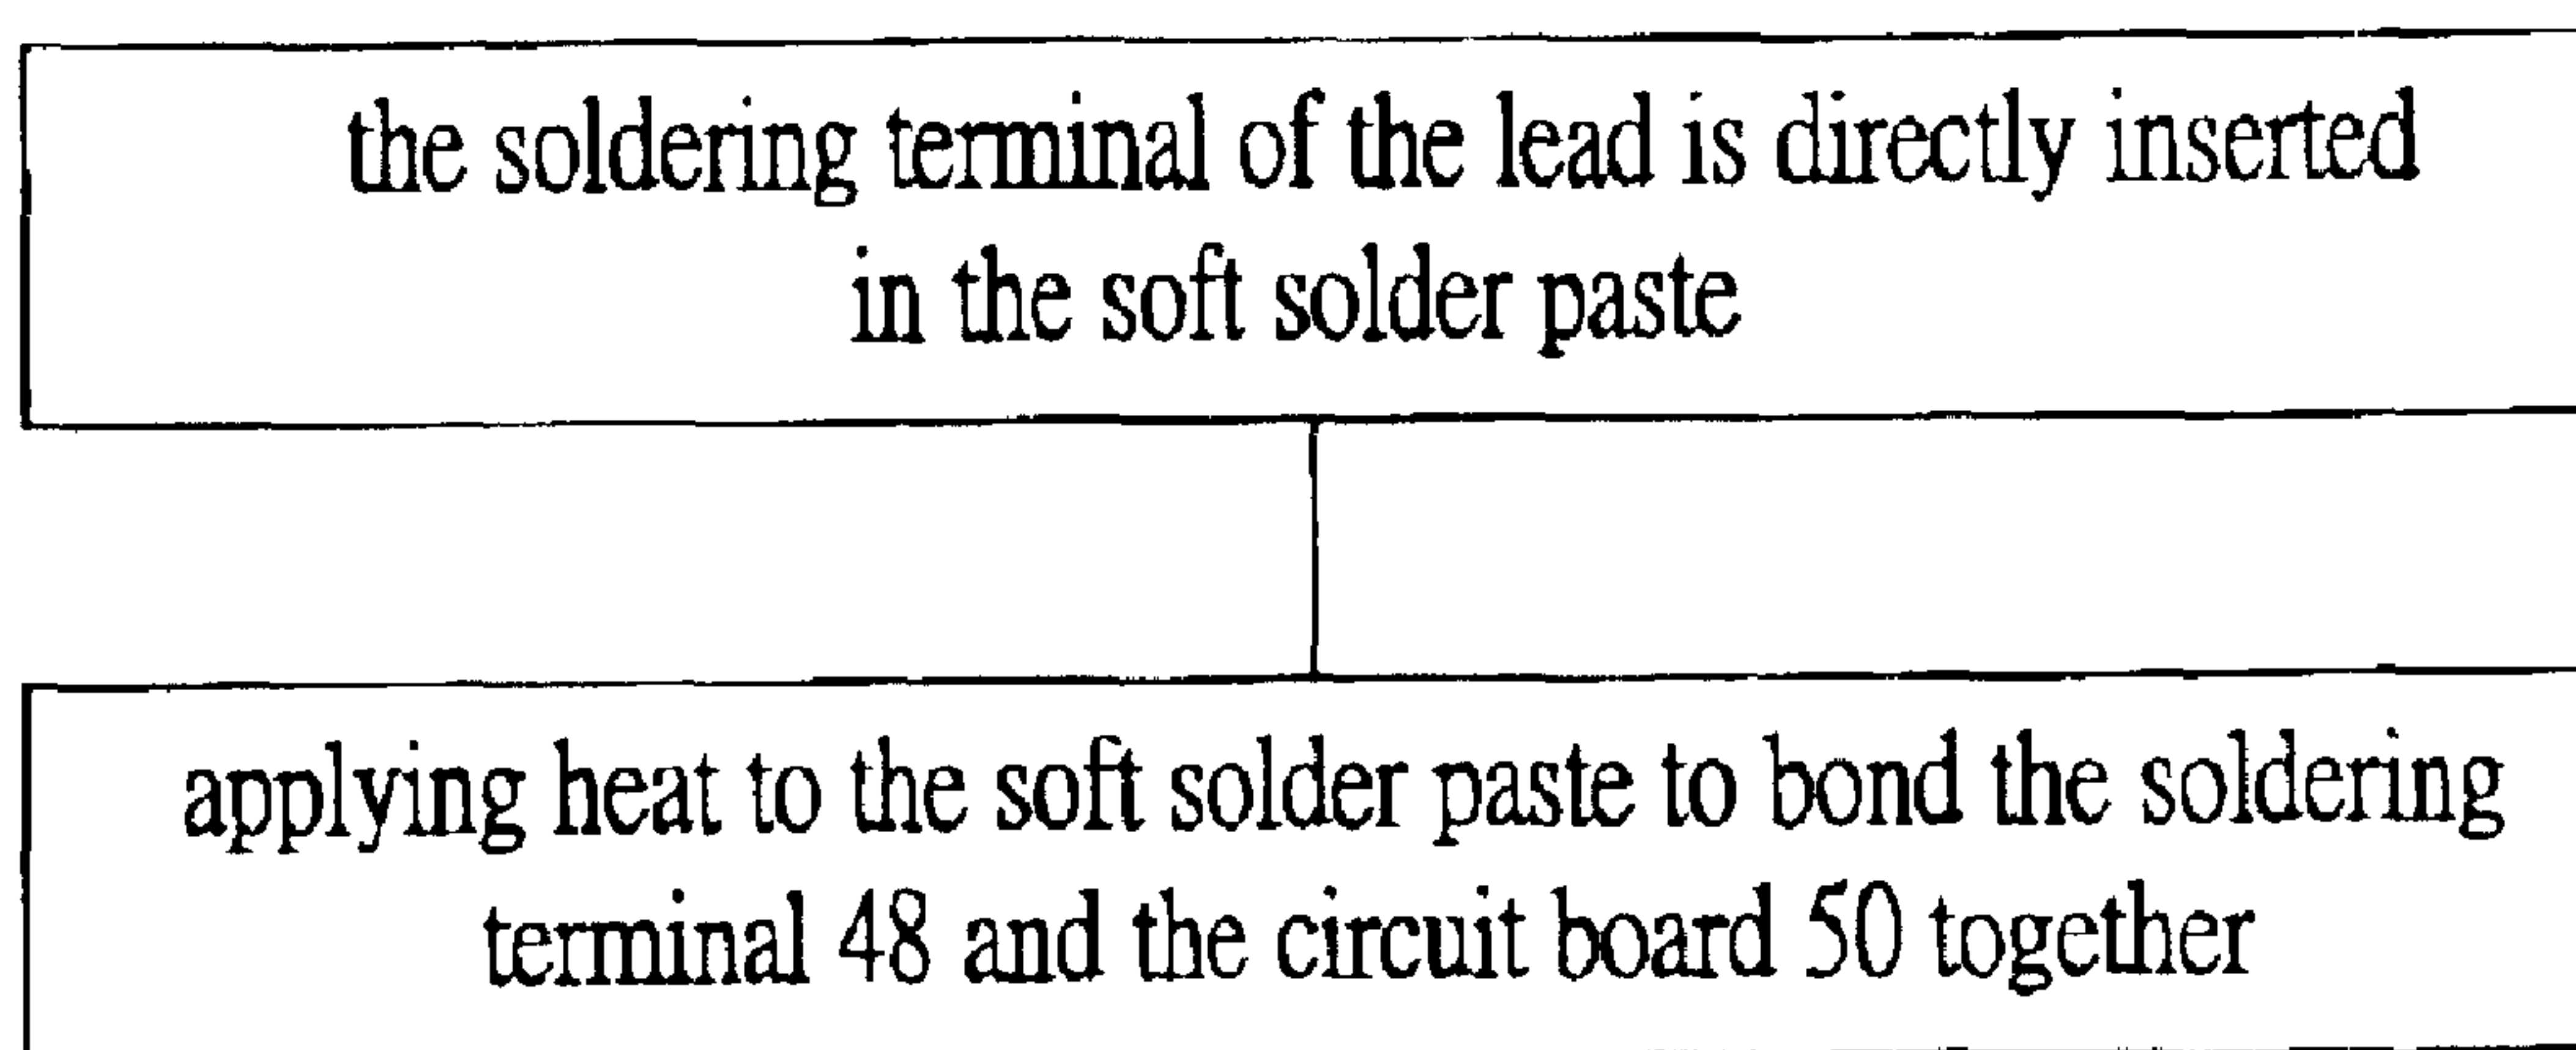 the soldering terminal of the lead is directly inserted
in the soft solder paste
applying heat to the soft solder paste to bond the soldering
terminal 48 and the circuit board 50 together